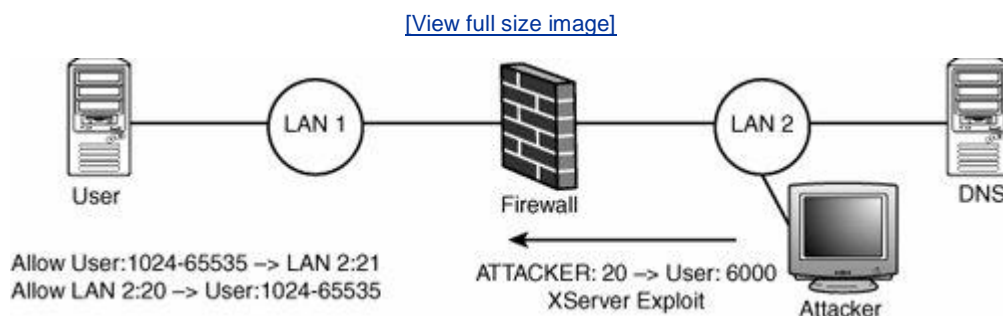 [View full size image]
LAN 1
LAN 2
User
Firewall
DNS
Allow User:1024-65535 –> LAN 2:21
Allow LAN 2:20 –> User:1024-65535
ATTACKER: 20 –> User: 6000
XServer Exploit
Attacker